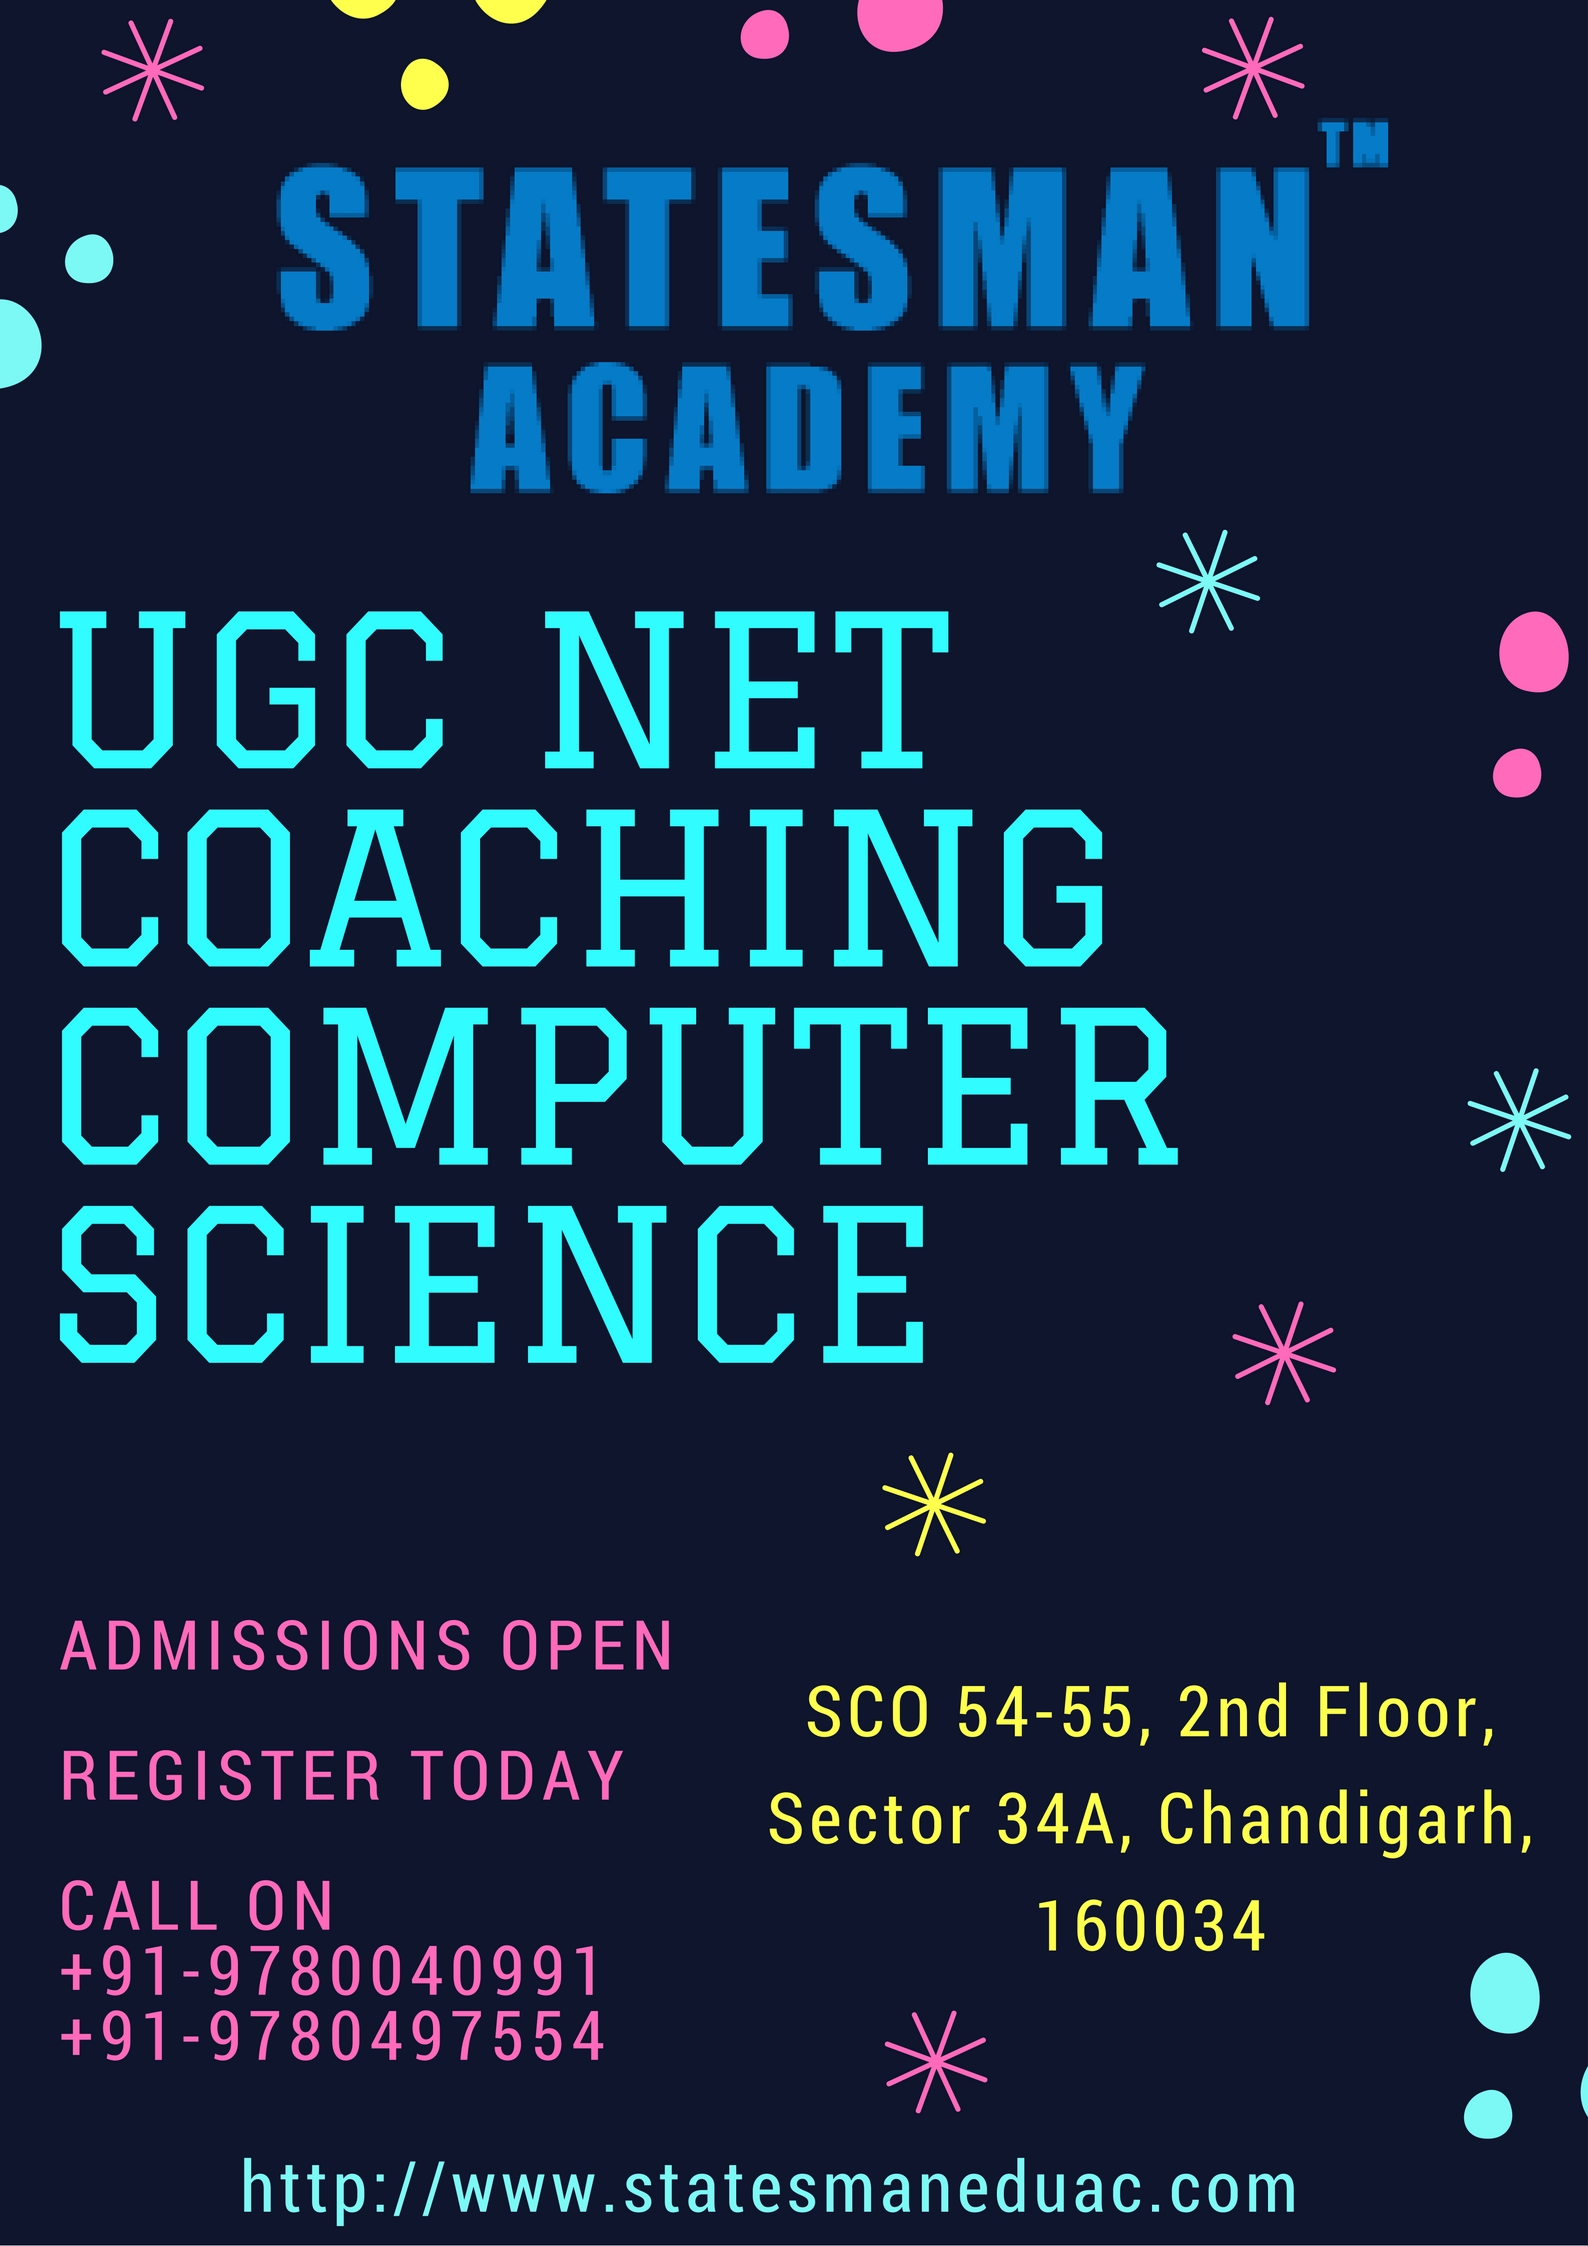 STATESMAN™
ACADEMY
UGC NET
COACHING
COMPUTER
SCIENCE
ADMISSIONS OPEN
REGISTER TODAY
CALL ON
+91-9780040991
+91-9780497554
SCO 54-55, 2nd Floor,
Sector 34A, Chandigarh,
160034
http://www.statesmaneduac.com